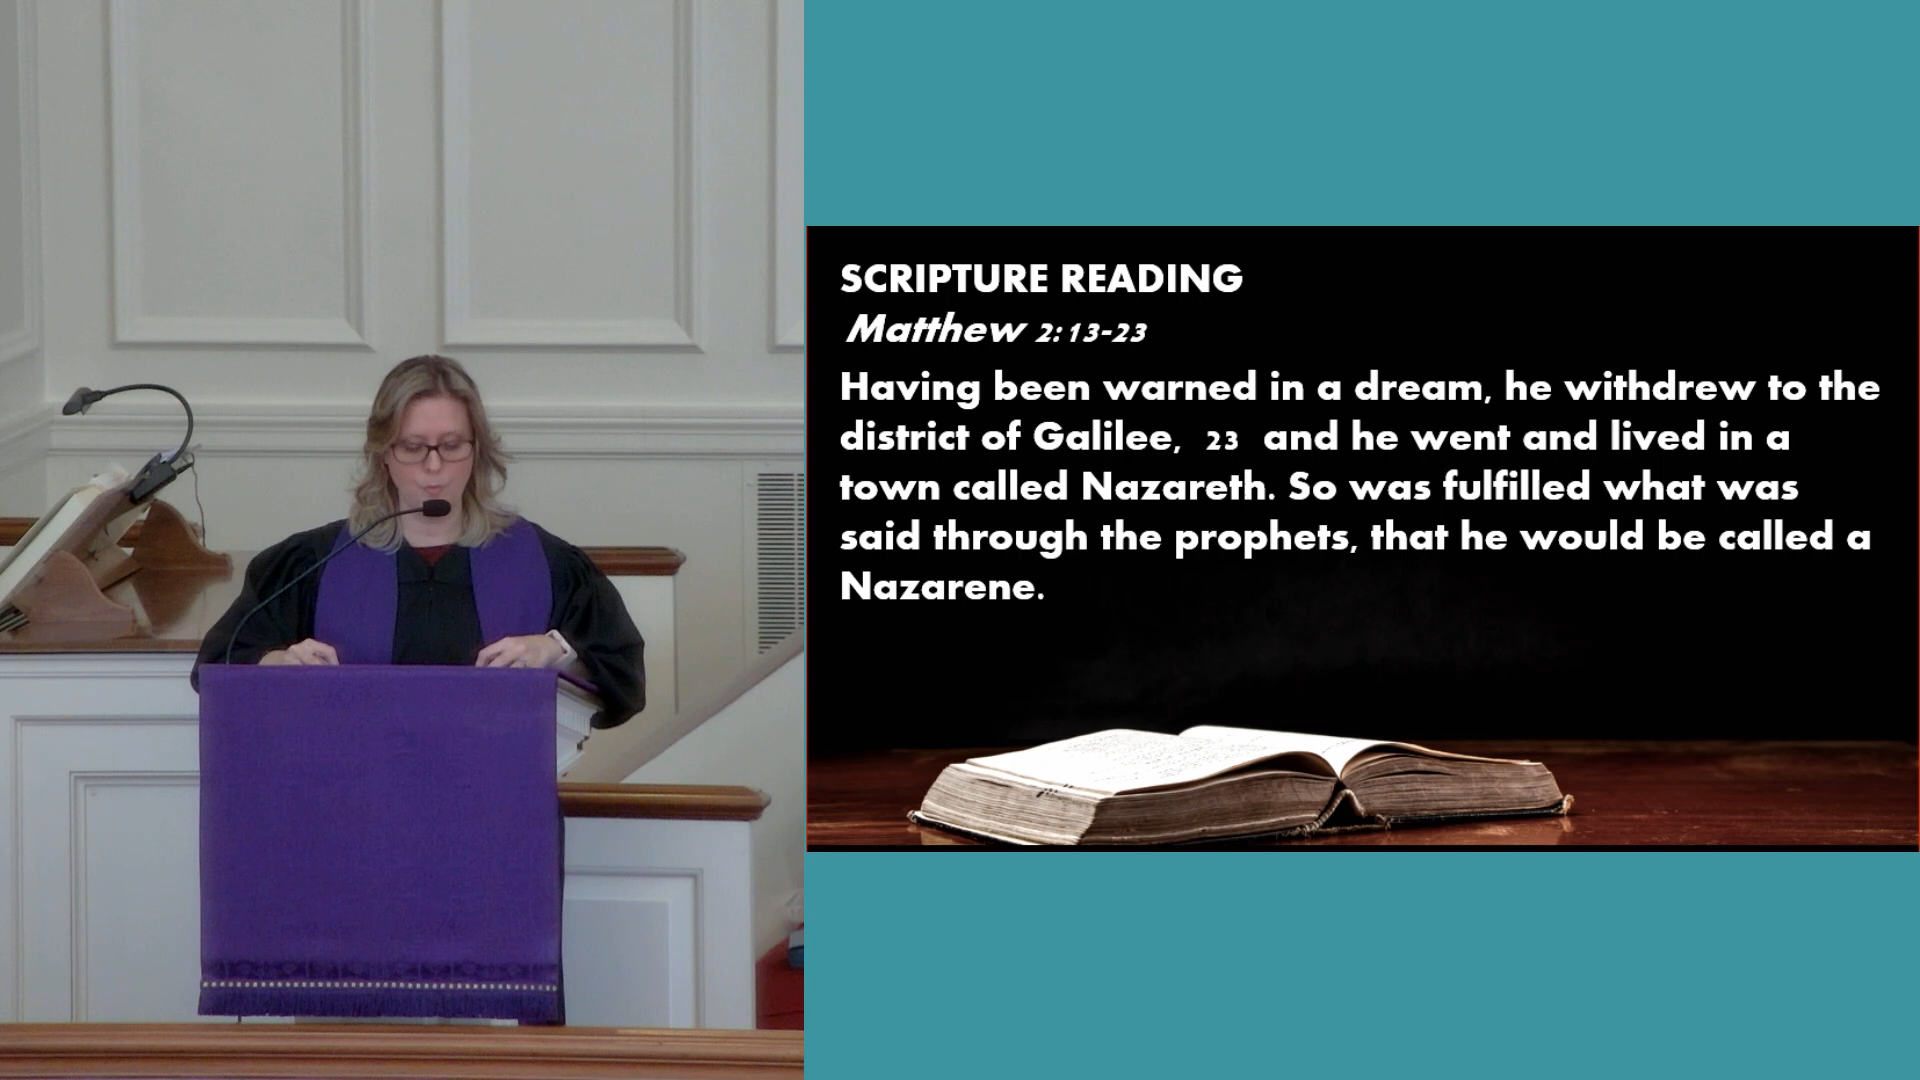 SCRIPTURE READING
Matthew 2:13-23
Having been warned in a dream, he withdrew to the
district of Galilee, 23 and he went and lived in a
town called Nazareth. So was fulfilled what was
said through the prophets, that he would be called a
Nazarene.